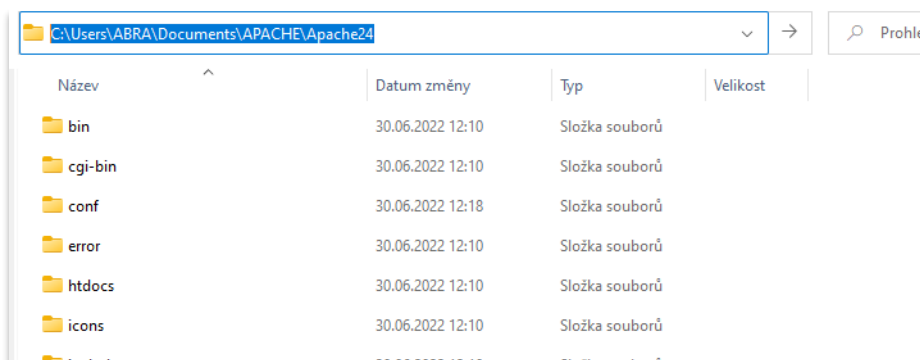 C:\Users\ABRA\Documents\APACHE\Apache24 Prohle
Název Datum změny Typ Velikost
bin 30.06.2022 12:10 Složka souborů
cgi-bin 30.06.2022 12:10 Složka souborů
conf 30.06.2022 12:18 Složka souborů
error 30.06.2022 12:10 Složka souborů
htdocs 30.06.2022 12:10 Složka souborů
icons 30.06.2022 12:10 Složka souborů